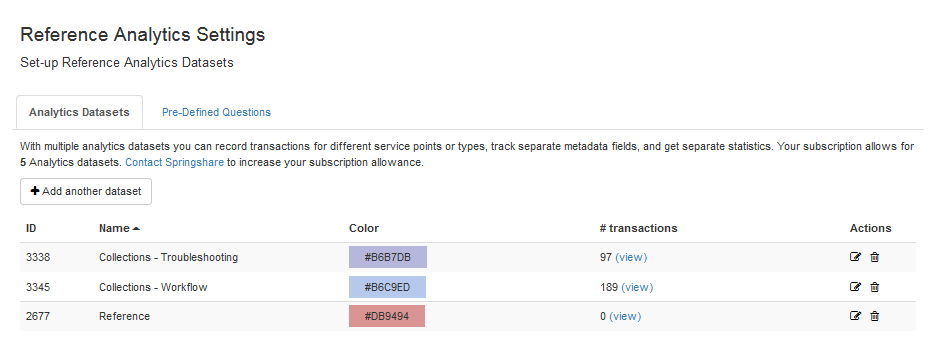 Reference Analytics Settings
Set-up Reference Analytics Datasets
Analytics Datasets Pre-Defined Questions
With multiple analytics datasets you can record transactions for different service points or types, track separate metadata fields, and get separate statistics. Your subscription allows for
5 Analytics datasets. Contact Springshare to increase your subscription allowance.
Add another dataset
ID Name Color # transactions Actions
3338 Collections - Troubleshooting #B6B7DB 97 (view)
3345 Collections - Workflow #B6C9ED 189 (view)
2677 Reference #DB9494 0 (view)